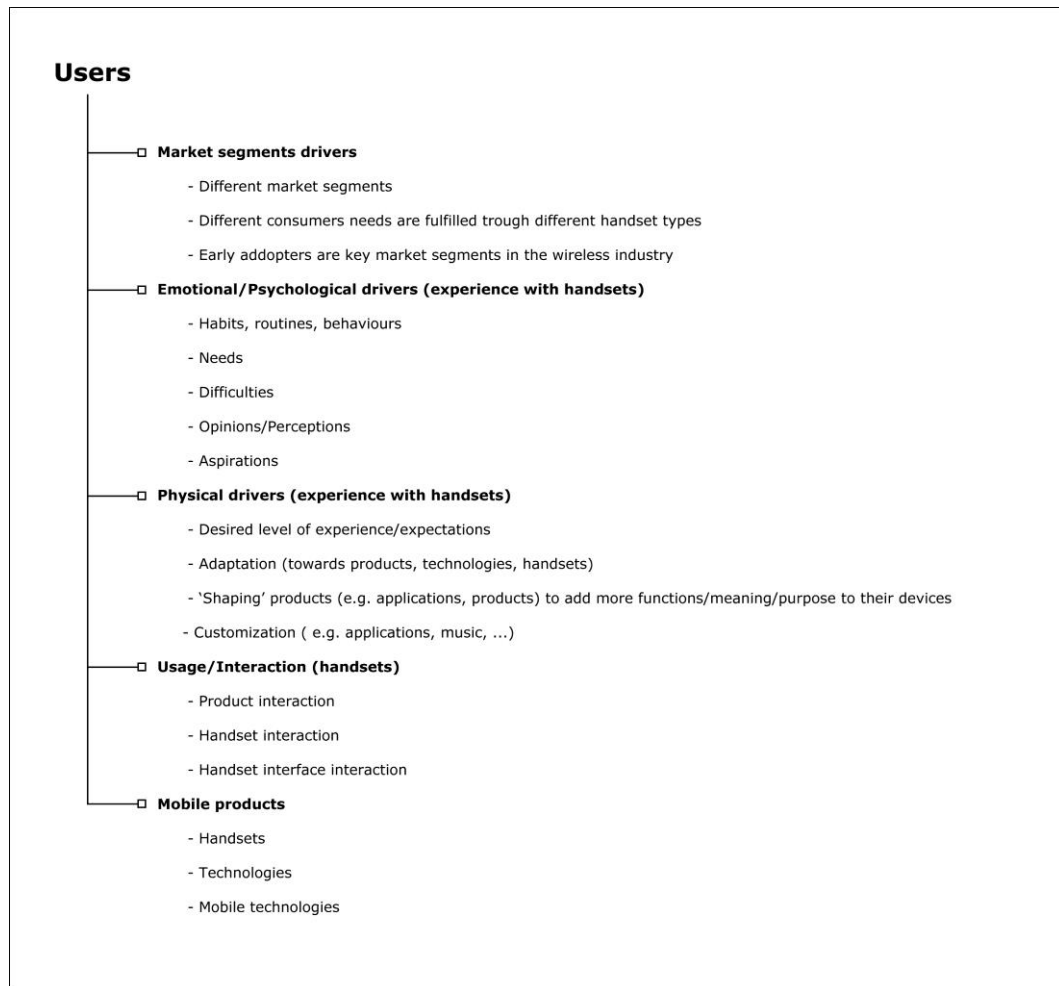 Users
Market segments drivers
- Different market segments
- Different consumers needs are fulfilled trough different handset types
- Early addopters are key market segments in the wireless industry
Emotional/Psychological drivers (experience with handsets)
- Habits, routines, behaviours
- Needs
- Difficulties
- Opinions/Perceptions
- Aspirations
Physical drivers (experience with handsets)
- Desired level of experience/expectations
- Adaptation (towards products, technologies, handsets)
- ‘Shaping’ products (e.g. applications, products) to add more functions/meaning/purpose to their devices
- Customization ( e.g. applications, music, ...)
Usage/Interaction (handsets)
- Product interaction
- Handset interaction
- Handset interface interaction
Mobile products
- Handsets
- Technologies
- Mobile technologies